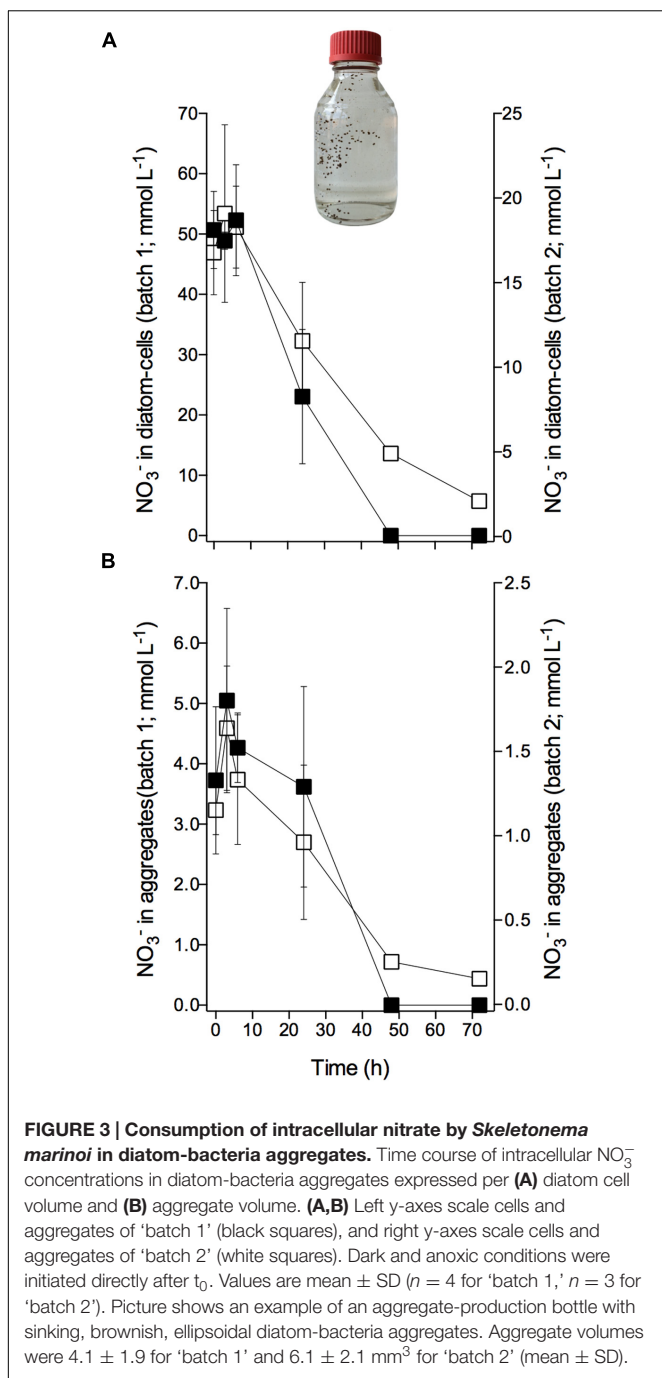 A
70
60
50
40
30
20
10
0
NO₃⁻ in diatom-cells (batch 1; mmol L⁻¹)
25
20
15
10
5
0
NO₃⁻ in diatom-cells (batch 2; mmol L⁻¹)
B
7.0
6.0
5.0
4.0
3.0
2.0
1.0
0.0
NO₃⁻ in aggregates(batch 1; mmol L⁻¹)
2.5
2.0
1.5
1.0
0.5
0.0
NO₃⁻ in aggregates (batch 2; mmol L⁻¹)
0 10 20 30 40 50 60 70
Time (h)
FIGURE 3 | Consumption of intracellular nitrate by Skeletonema
marinoi in diatom-bacteria aggregates. Time course of intracellular NO₃⁻
concentrations in diatom-bacteria aggregates expressed per (A) diatom cell
volume and (B) aggregate volume. (A,B) Left y-axes scale cells and
aggregates of ‘batch 1’ (black squares), and right y-axes scale cells and
aggregates of ‘batch 2’ (white squares). Dark and anoxic conditions were
initiated directly after t₀. Values are mean ± SD (n = 4 for ‘batch 1,’ n = 3 for
‘batch 2’). Picture shows an example of an aggregate-production bottle with
sinking, brownish, ellipsoidal diatom-bacteria aggregates. Aggregate volumes
were 4.1 ± 1.9 for ‘batch 1’ and 6.1 ± 2.1 mm³ for ‘batch 2’ (mean ± SD).